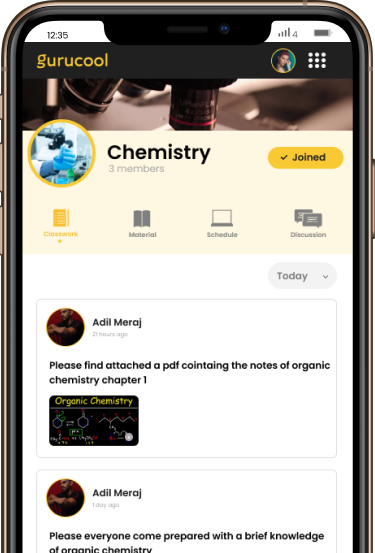 12:35
4
gurucool
Chemistry
3 members
Joined
Classwork
Material
Schedule
Discussion
Today
Adil Meraj
21 hours ago
Please find attached a pdf cointaing the notes of organic
chemistry chapter 1
Organic Chemistry
Adil Meraj
1 day ago
Please everyone come prepared with a brief knowledge
of organic chemistry